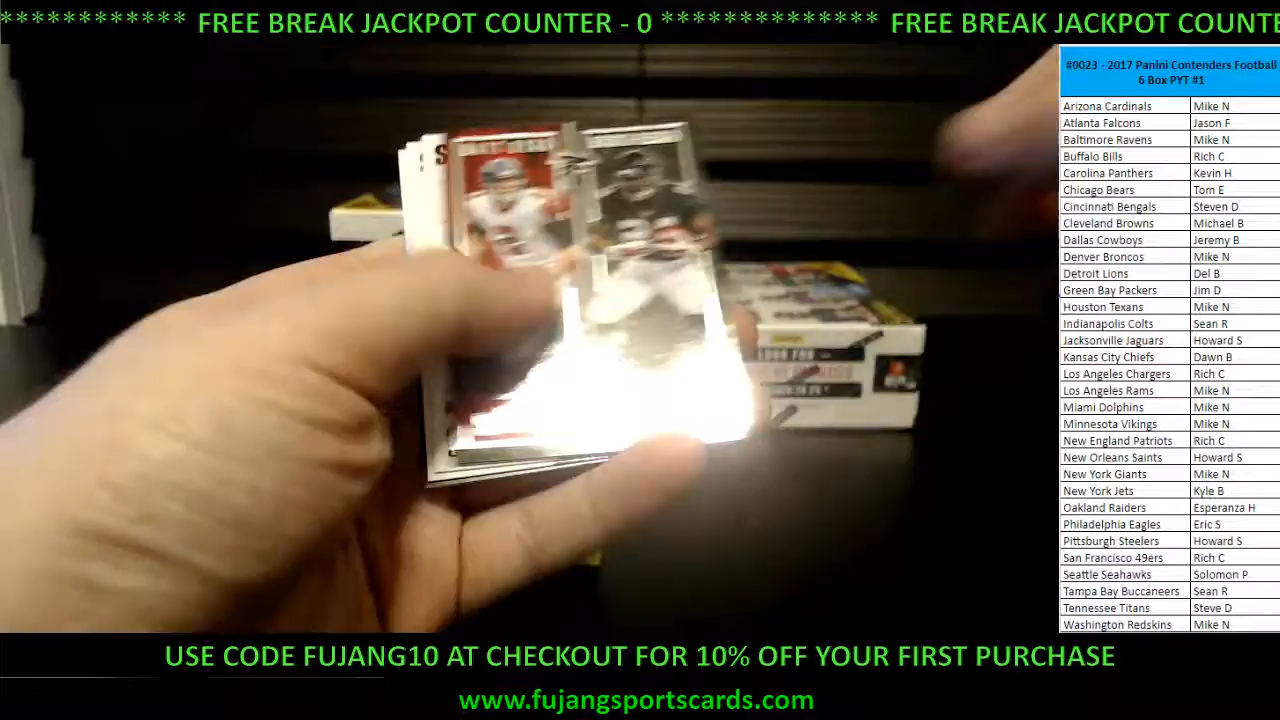 ************ FREE BREAK JACKPOT COUNTER - 0 ************** FREE BREAK JACKPOT COUNTE
#0023 - 2017 Panini Contenders Football
6 Box PYT #1
Arizona Cardinals Mike N
Atlanta Falcons Jason F
Baltimore Ravens Mike N
Buffalo Bills Rich C
Carolina Panthers Kevin H
Chicago Bears Tom E
Cincinnati Bengals Steven D
Cleveland Browns Michael B
Dallas Cowboys Jeremy B
Denver Broncos Mike N
Detroit Lions Del B
Green Bay Packers Jim D
Houston Texans Mike N
Indianapolis Colts Sean R
Jacksonville Jaguars Howard S
Kansas City Chiefs Dawn B
Los Angeles Chargers Rich C
Los Angeles Rams Mike N
Miami Dolphins Mike N
Minnesota Vikings Mike N
New England Patriots Rich C
New Orleans Saints Howard S
New York Giants Mike N
New York Jets Kyle B
Oakland Raiders Esperanza H
Philadelphia Eagles Eric S
Pittsburgh Steelers Howard S
San Francisco 49ers Rich C
Seattle Seahawks Solomon P
Tampa Bay Buccaneers Sean R
Tennessee Titans Steve D
Washington Redskins Mike N
USE CODE FUJANG10 AT CHECKOUT FOR 10% OFF YOUR FIRST PURCHASE
www.fujangsportscards.com